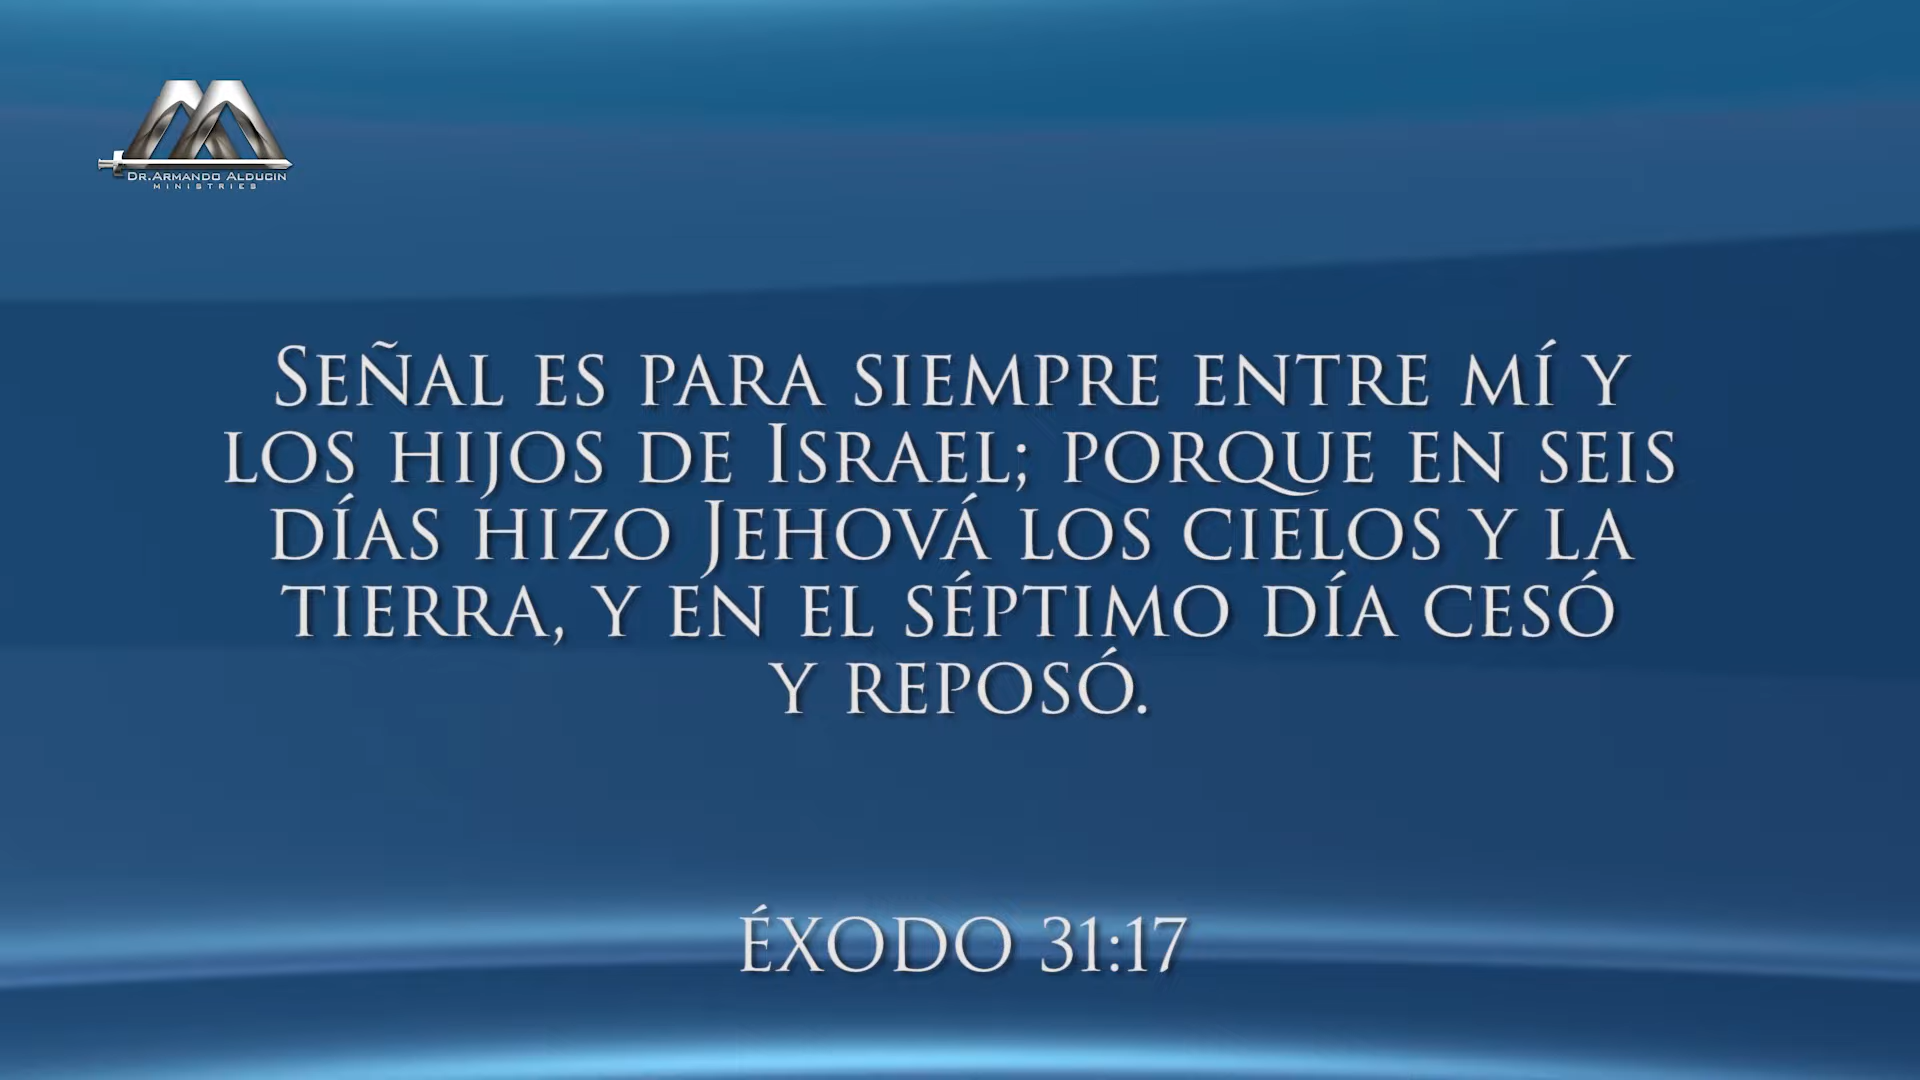 Dr. Armando Alducin
MINISTRIES
Señal es para siempre entre mí y
los hijos de Israel; porque en seis
días hizo Jehová los cielos y la
tierra, y en el séptimo día cesó
y reposó.
ÉXODO 31:17